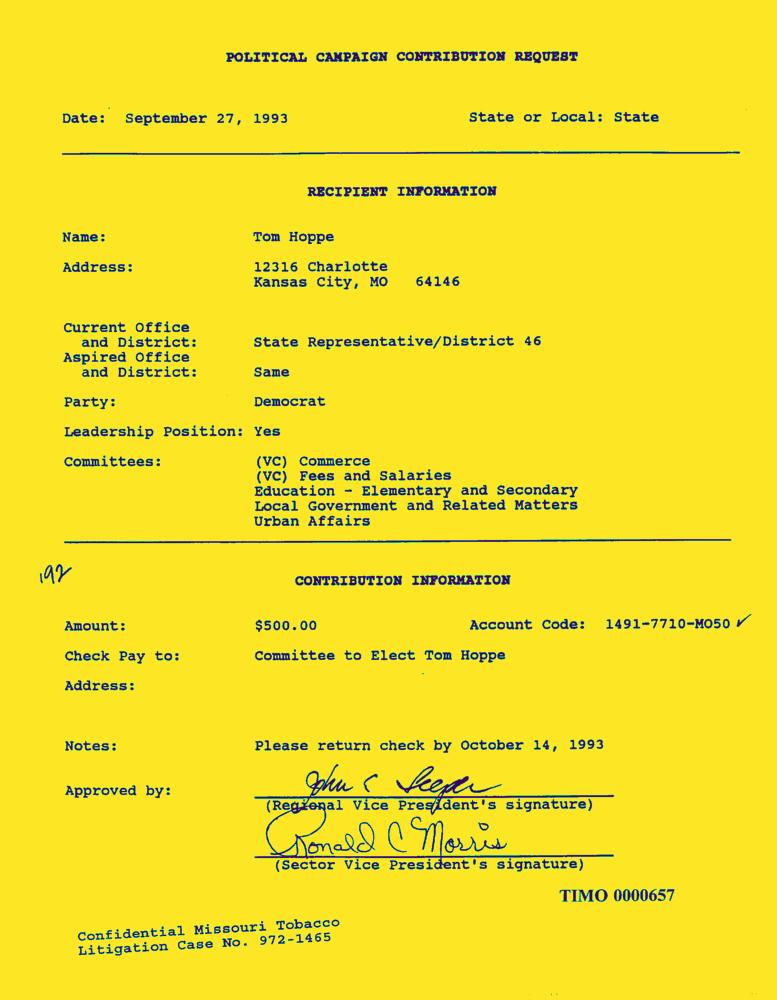 POLITICAL CAMPAIGN CONTRIBUTION REQUEST
Date: September 27, 1993 State or Local: State
RECIPIENT INFORMATION
Name: Tom Hoppe
Address: 12316 Charlotte
Kansas City, MO 64146
Current Office
and District: State Representative/District 46
Aspired Office
and District: Same
Party: Democrat
Leadership Position: Yes
Committees: (VC) Commerce
(VC) Fees and Salaries
Education - Elementary and Secondary
Local Government and Related Matters
Urban Affairs
192
CONTRIBUTION INFORMATION
Amount: $500.00 Account Code: 1491-7710-MO50 ✓
Check Pay to: Committee to Elect Tom Hoppe
Address:
Notes: Please return check by October 14, 1993
Approved by: John C
(Regional Vice President's signature)
Ronald C Morris
(Sector Vice President's signature)
TIMO 0000657
Confidential Missouri Tobacco
Litigation Case No. 972-1465